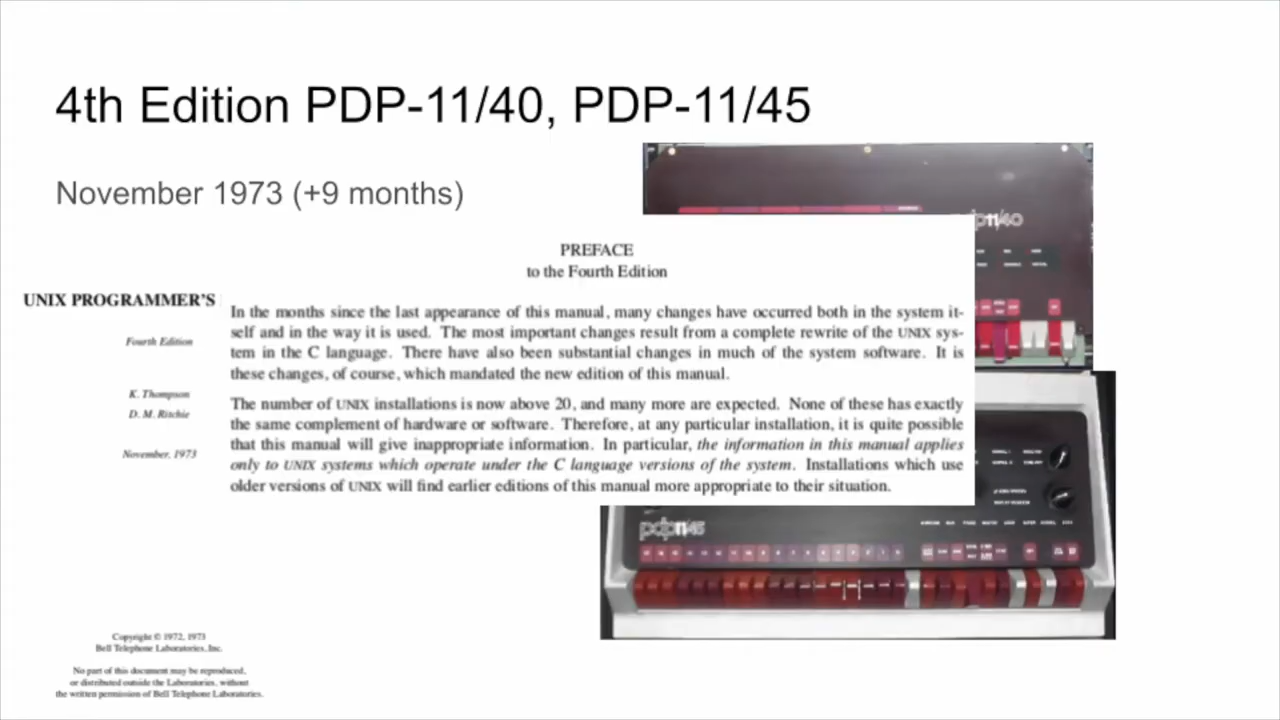 4th Edition PDP-11/40, PDP-11/45
November 1973 (+9 months)
pdp11/40
PREFACE
to the Fourth Edition
UNIX PROGRAMMER'S
Fourth Edition
K. Thompson
D. M. Ritchie
November, 1973
In the months since the last appearance of this manual, many changes have occurred both in the system it-
self and in the way it is used. The most important changes result from a complete rewrite of the UNIX sys-
tem in the C language. There have also been substantial changes in much of the system software. It is
these changes, of course, which mandated the new edition of this manual.
The number of UNIX installations is now above 20, and many more are expected. None of these has exactly
the same complement of hardware or software. Therefore, at any particular installation, it is quite possible
that this manual will give inappropriate information. In particular, the information in this manual applies
only to UNIX systems which operate under the C language versions of the system. Installations which use
older versions of UNIX will find earlier editions of this manual more appropriate to their situation.
pdp11/45
Copyright © 1972, 1973
Bell Telephone Laboratories, Inc.
No part of this document may be reproduced,
or distributed outside the Laboratories, without
the written permission of Bell Telephone Laboratories.